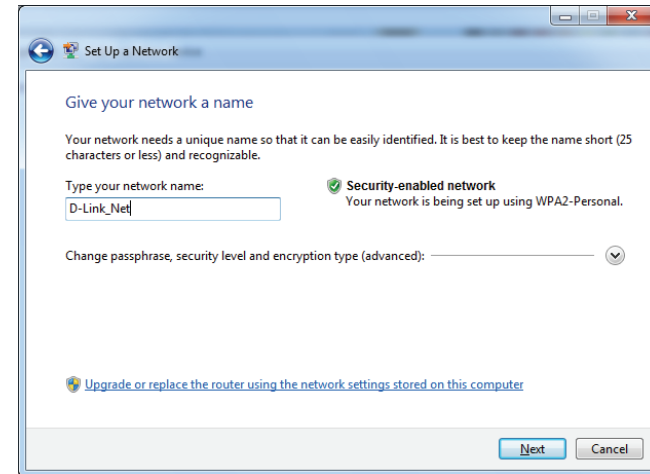 Set Up a Network
Give your network a name
Your network needs a unique name so that it can be easily identified. It is best to keep the name short (25
characters or less) and recognizable.
Type your network name:
D-Link_Net
Security-enabled network
Your network is being set up using WPA2-Personal.
Change passphrase, security level and encryption type (advanced):
Upgrade or replace the router using the network settings stored on this computer
Next
Cancel